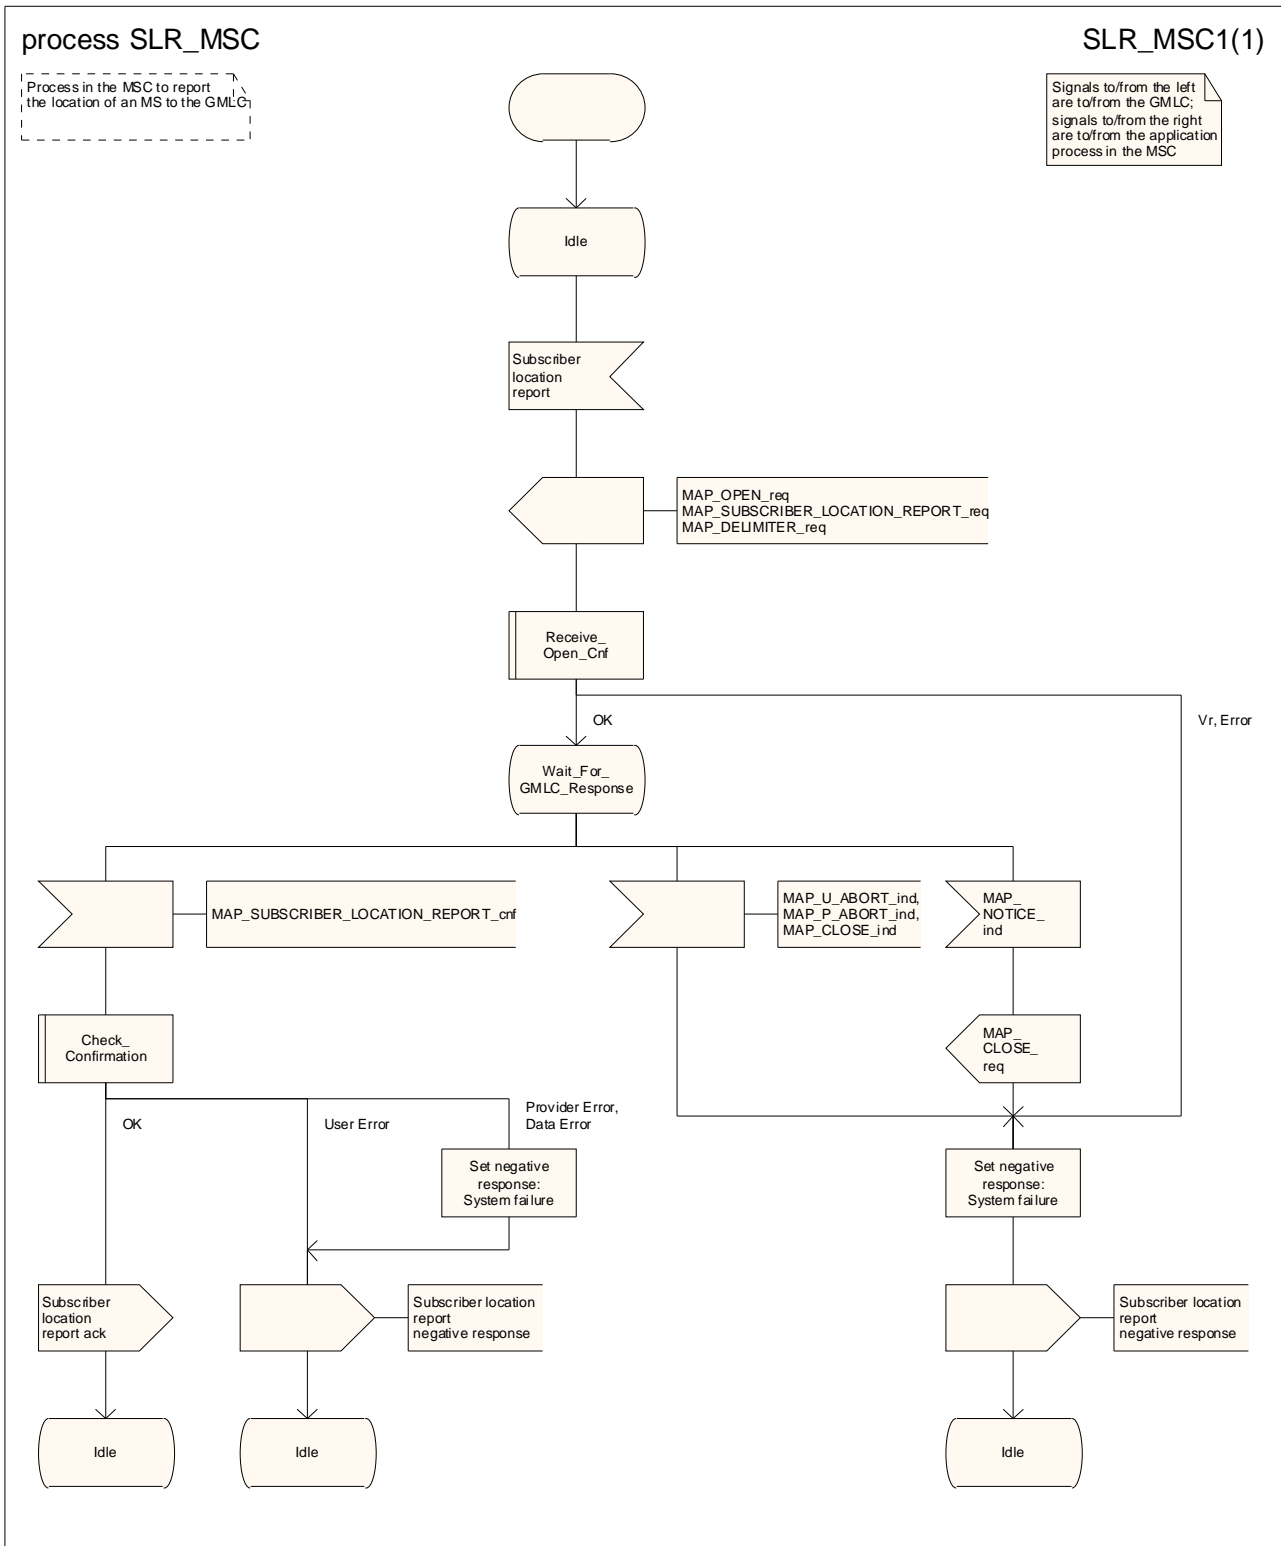 process SLR_MSC
SLR_MSC1(1)
Process in the MSC to report
the location of an MS to the GMLC
Signals to/from the left
are to/from the GMLC;
signals to/from the right
are to/from the application
process in the MSC
Idle
Subscriber
location
report
MAP_OPEN_req
MAP_SUBSCRIBER_LOCATION_REPORT_req
MAP_DELIMITER_req
Receive_
Open_Cnf
OK
Vr, Error
Wait_For_
GMLC_Response
MAP_SUBSCRIBER_LOCATION_REPORT_cnf
MAP_U_ABORT_ind,
MAP_P_ABORT_ind,
MAP_CLOSE_ind
MAP_
NOTICE_
ind
Check_
Confirmation
MAP_
CLOSE_
req
OK
User Error
Provider Error,
Data Error
Set negative
response:
System failure
Set negative
response:
System failure
Subscriber
location
report ack
Subscriber location
report
negative response
Subscriber location
report
negative response
Idle
Idle
Idle